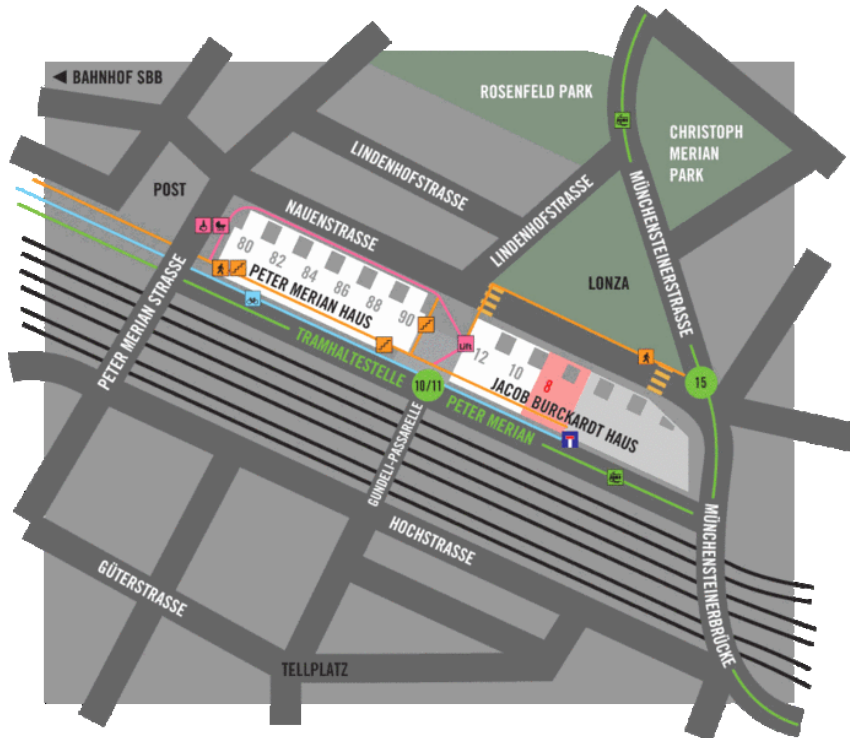 BAHNHOF SBB
ROSENFELD PARK
CHRISTOPH
MERIAN
PARK
LINDENHOFSTRASSE
POST
LINDENHOFSTRASSE
MÜNCHENSTEINERSTRASSE
NAUENSTRASSE
80
82
84
86
88
90
PETER MERIAN HAUS
LONZA
PETER MERIAN STRASSE
TRAMHALTESTELLE
10/11
PETER MERIAN
Lift
12
10
8
JACOB BURCKARDT HAUS
15
GUNDELI-PASSARELLE
HOCHSTRASSE
MÜNCHENSTEINERBRÜCKE
GÜTERSTRASSE
TELLPLATZ